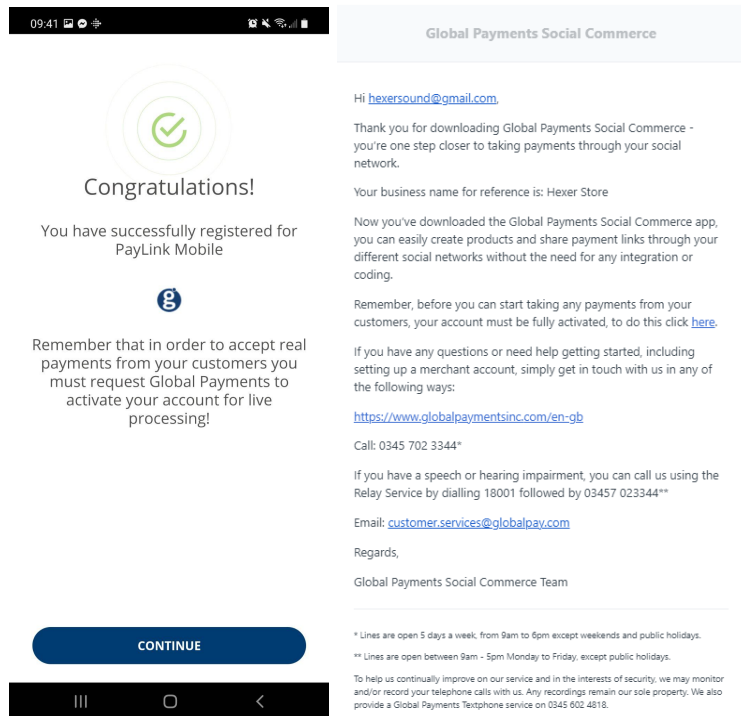 09:41
Congratulations!
You have successfully registered for
PayLink Mobile
g
Remember that in order to accept real
payments from your customers you
must request Global Payments to
activate your account for live
processing!
CONTINUE
Global Payments Social Commerce
Hi hexersound@gmail.com,
Thank you for downloading Global Payments Social Commerce -
you're one step closer to taking payments through your social
network.
Your business name for reference is: Hexer Store
Now you've downloaded the Global Payments Social Commerce app,
you can easily create products and share payment links through your
different social networks without the need for any integration or
coding.
Remember, before you can start taking any payments from your
customers, your account must be fully activated, to do this click here.
If you have any questions or need help getting started, including
setting up a merchant account, simply get in touch with us in any of
the following ways:
https://www.globalpaymentsinc.com/en-gb
Call: 0345 702 3344*
If you have a speech or hearing impairment, you can call us using the
Relay Service by dialling 18001 followed by 03457 023344**
Email: customer.services@globalpay.com
Regards,
Global Payments Social Commerce Team
* Lines are open 5 days a week, from 9am to 6pm except weekends and public holidays.
** Lines are open between 9am - 5pm Monday to Friday, except public holidays.
To help us continually improve on our service and in the interests of security, we may monitor
and/or record your telephone calls with us. Any recordings remain our sole property. We also
provide a Global Payments Textphone service on 0345 602 4818.